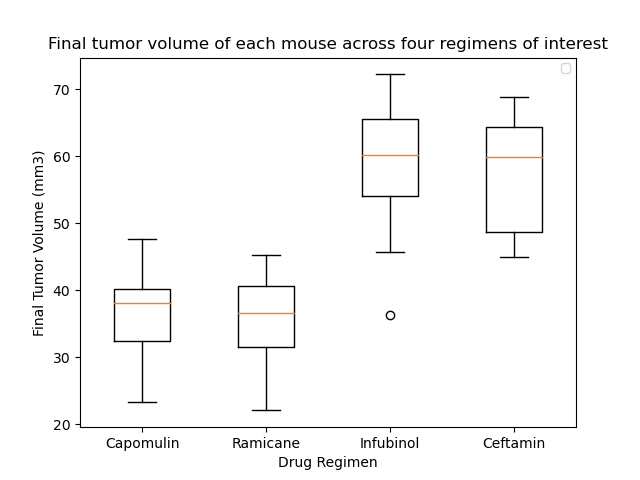 Final tumor volume of each mouse across four regimens of interest
70
60
50
40
30
20
Final Tumor Volume (mm3)
Capomulin Ramicane Infubinol Ceftamin
Drug Regimen